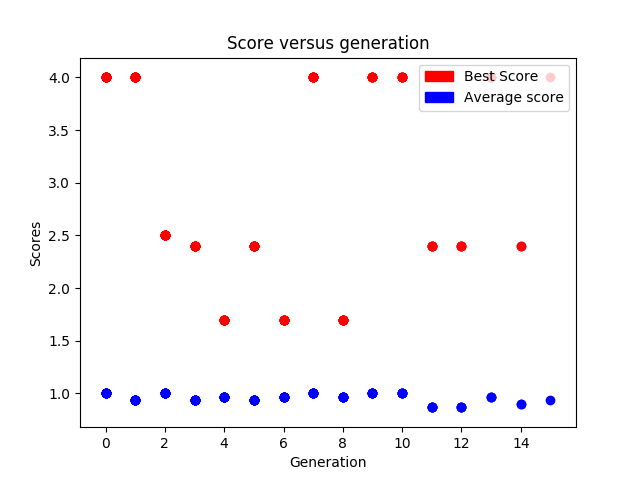 Score versus generation
Best Score
Average score
4.0
3.5
3.0
2.5
2.0
1.5
1.0
Scores
0 2 4 6 8 10 12 14
Generation